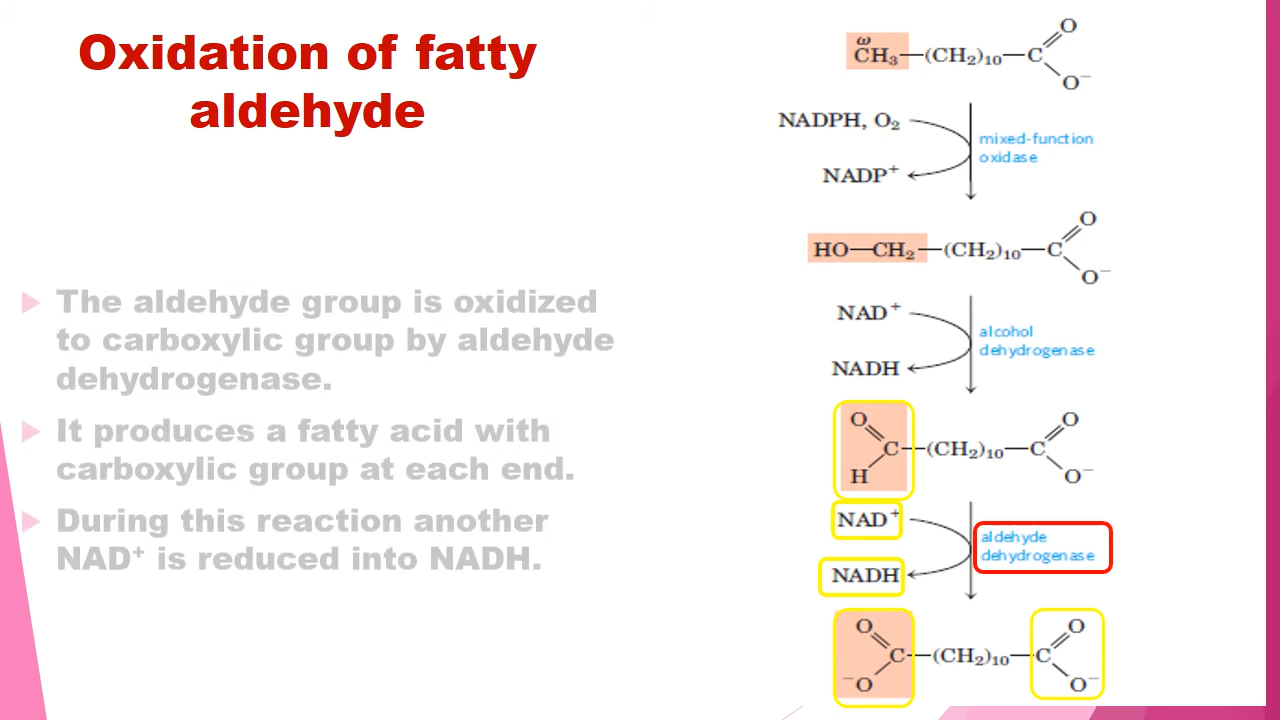 Oxidation of fatty
aldehyde
The aldehyde group is oxidized
to carboxylic group by aldehyde
dehydrogenase.
It produces a fatty acid with
carboxylic group at each end.
During this reaction another
NAD⁺ is reduced into NADH.
ω
CH₃—(CH₂)₁₀—C
O
O⁻
NADPH, O₂
mixed-function
oxidase
NADP⁺
HO—CH₂—(CH₂)₁₀—C
O
O⁻
NAD⁺
alcohol
dehydrogenase
NADH
O
C—(CH₂)₁₀—C
H
O
O⁻
NAD⁺
aldehyde
dehydrogenase
NADH
O
C—(CH₂)₁₀—C
⁻O
O
O⁻